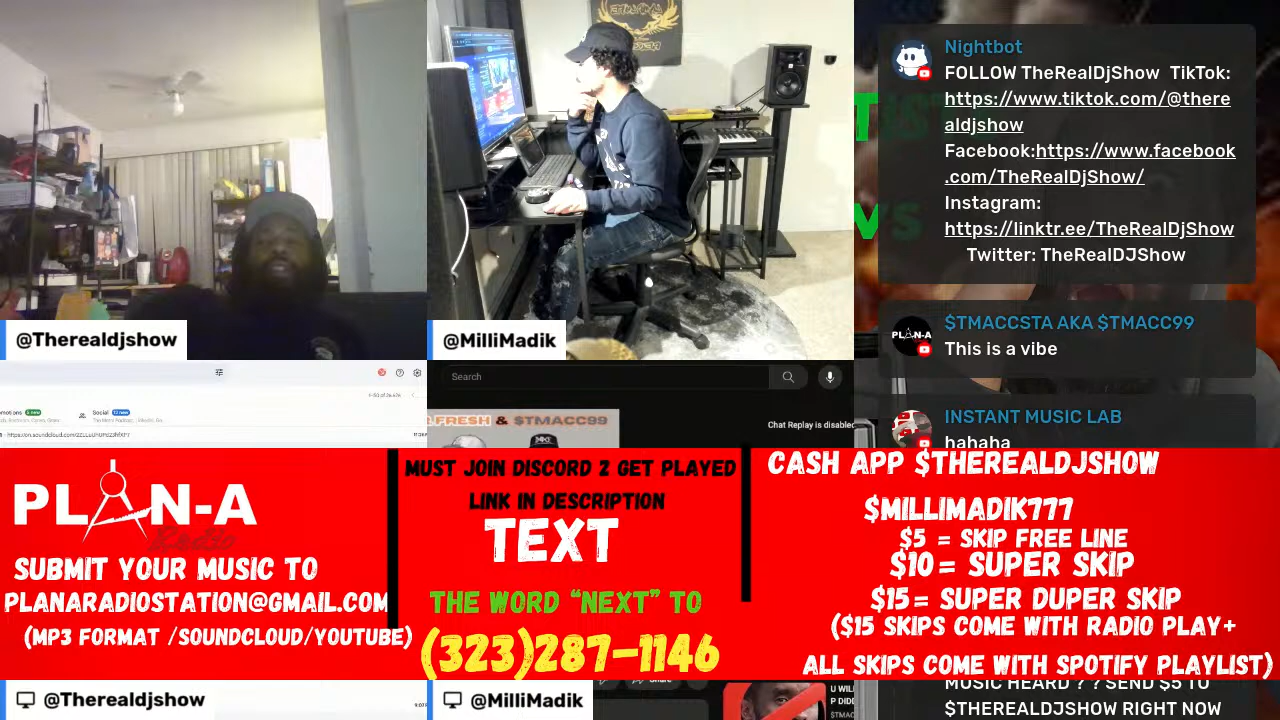 @Therealdjshow
@MilliMadik
Nightbot
FOLLOW TheRealDjShow TikTok:
https://www.tiktok.com/@there
aldjshow
Facebook:https://www.facebook
.com/TheRealDjShow/
Instagram:
https://linktr.ee/TheRealDjShow
Twitter: TheRealDJShow
PLAN-A
$TMACCSTA AKA $TMACC99
This is a vibe
INSTANT MUSIC LAB
hahaha
Search
Social
FRESH & $TMACC99
Chat Replay is disabled
PLAN-A
Radio
SUBMIT YOUR MUSIC TO
PLANARADIOSTATION@GMAIL.COM
(MP3 FORMAT /SOUNDCLOUD/YOUTUBE)
MUST JOIN DISCORD 2 GET PLAYED
LINK IN DESCRIPTION
TEXT
THE WORD “NEXT” TO
(323)287-1146
CASH APP $THEREALDJSHOW
$MILLIMADIK777
$5 = SKIP FREE LINE
$10= SUPER SKIP
$15= SUPER DUPER SKIP
($15 SKIPS COME WITH RADIO PLAY+
ALL SKIPS COME WITH SPOTIFY PLAYLIST)
@Therealdjshow
@MilliMadik
MUSIC HEARD ? ? SEND $5 TO
$THEREALDJSHOW RIGHT NOW